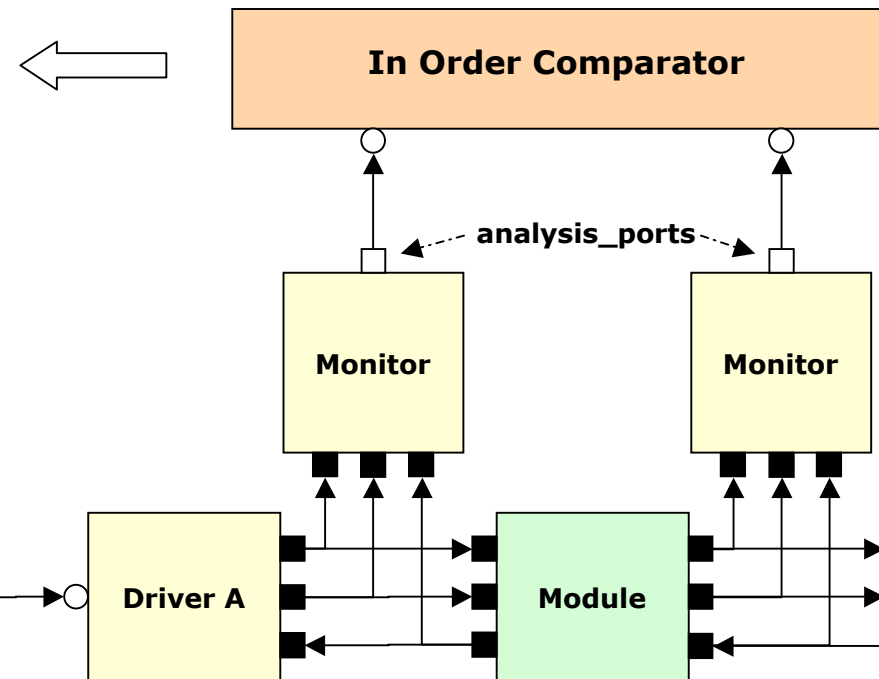 In Order Comparator
analysis_ports
Monitor
Monitor
Driver A
Module